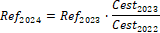 Ref₂₀₂₄ = Ref₂₀₂₃ · Cest₂₀₂₃ / Cest₂₀₂₂